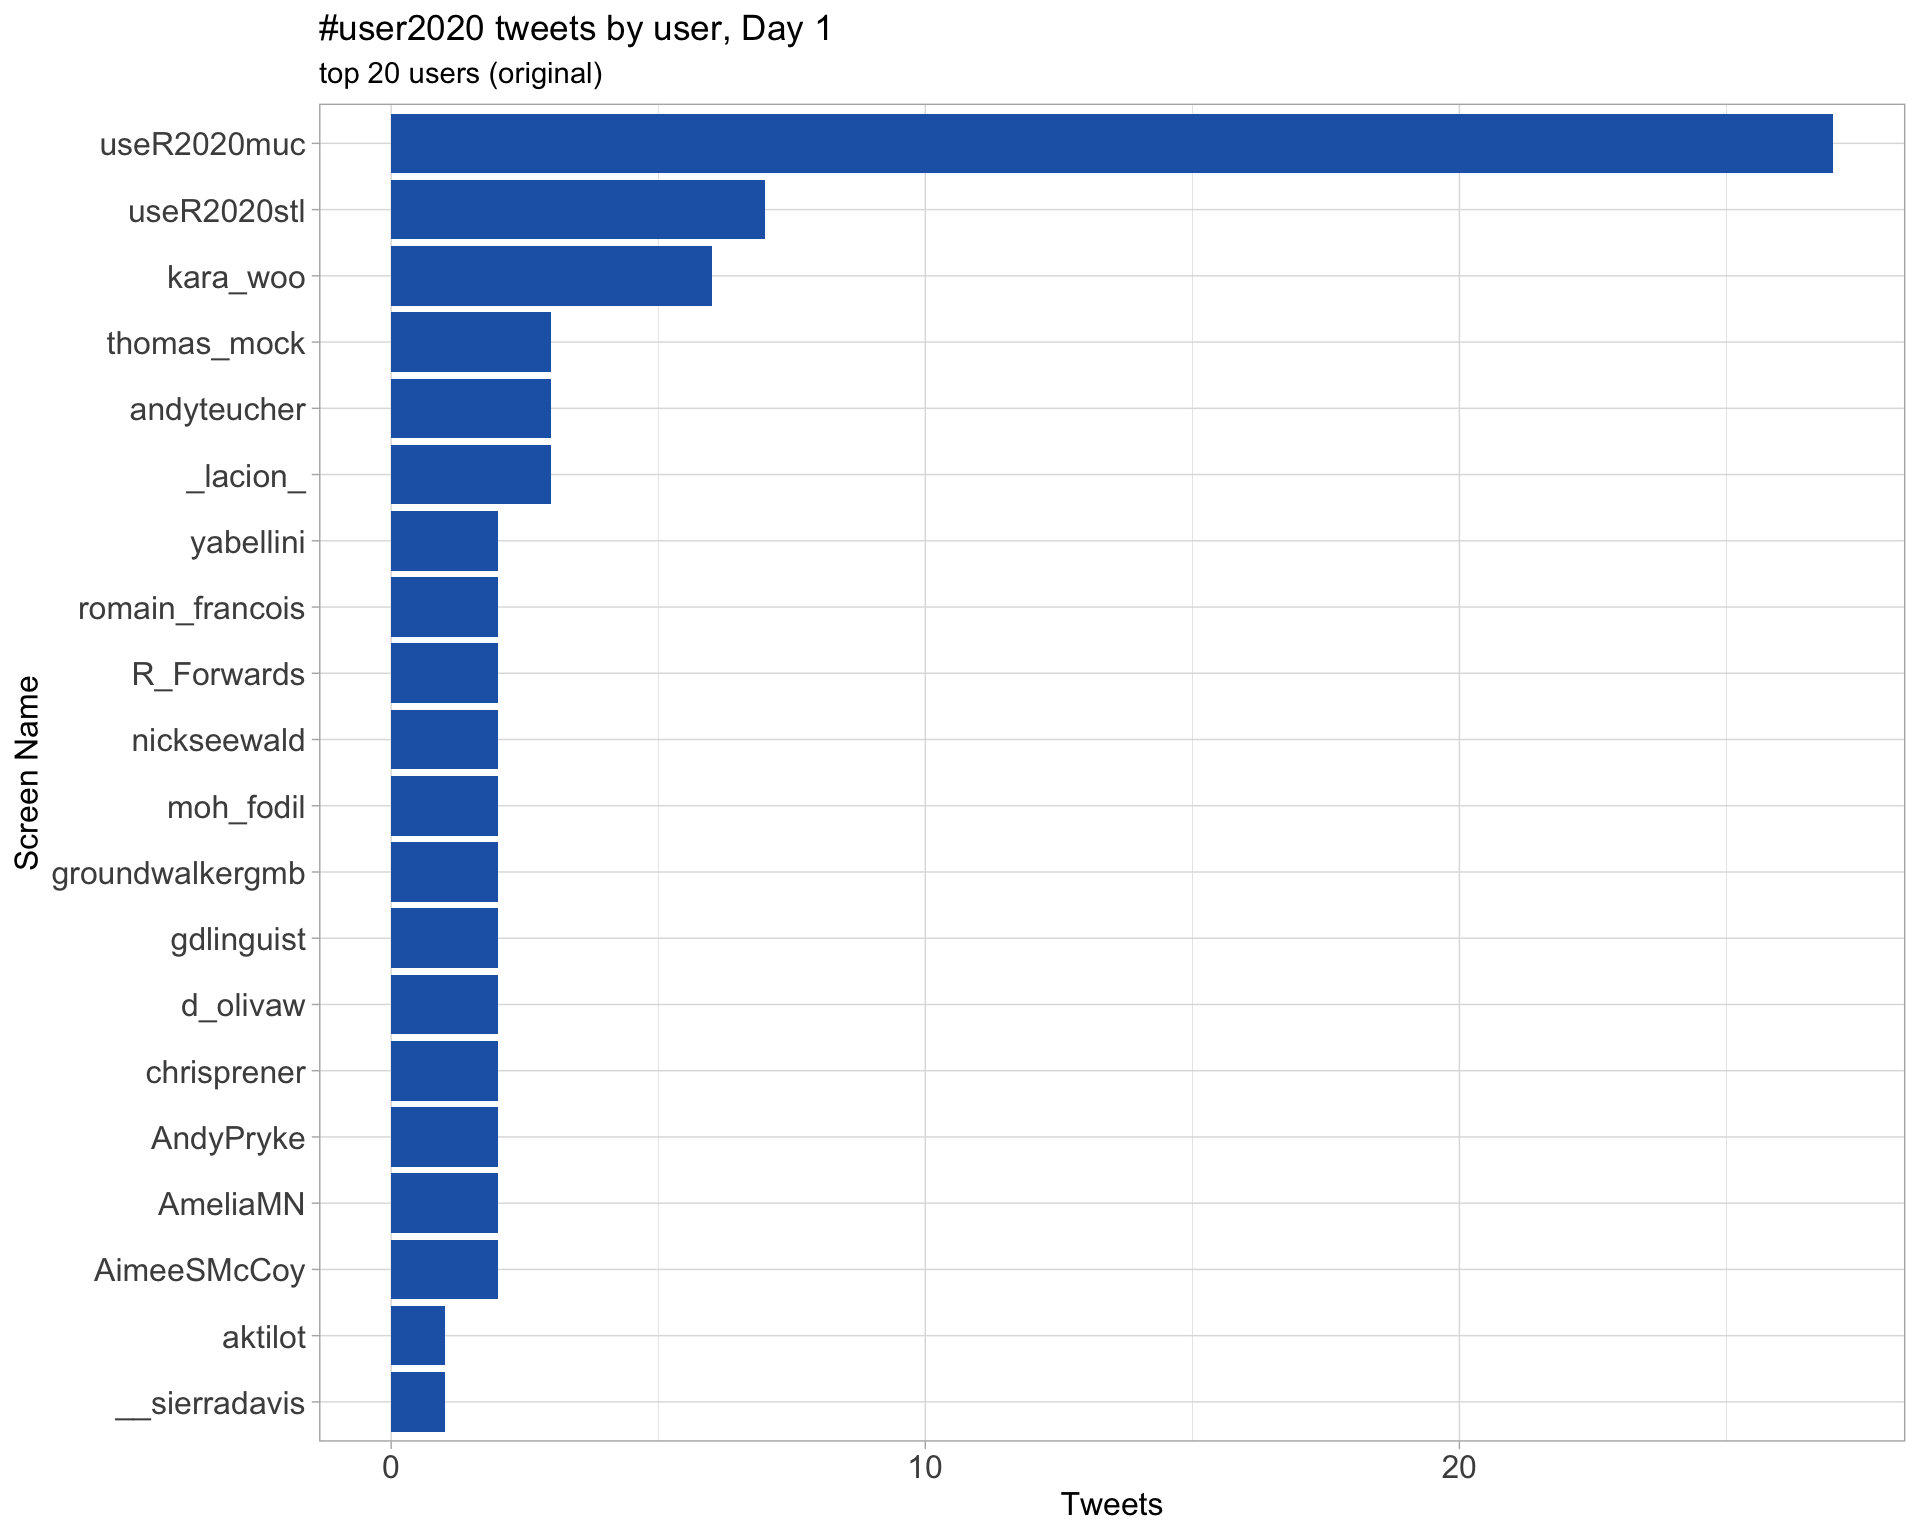 #user2020 tweets by user, Day 1
top 20 users (original)
useR2020muc
useR2020stl
kara_woo
thomas_mock
andyteucher
_lacion_
yabellini
romain_francois
R_Forwards
nickseewald
moh_fodil
groundwalkergmb
gdlinguist
d_olivaw
chrisprener
AndyPryke
AmeliaMN
AimeeSMcCoy
aktilot
__sierradavis
Screen Name
0 10 20
Tweets